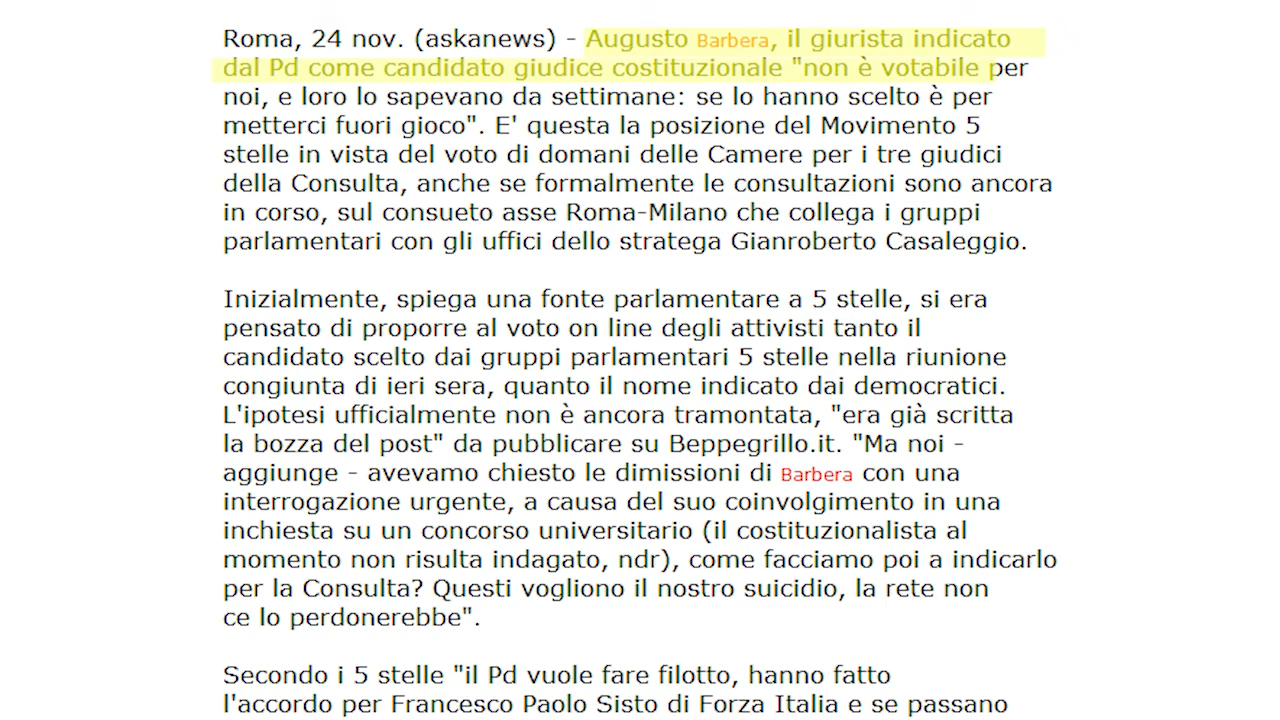 Roma, 24 nov. (askanews) - Augusto Barbera, il giurista indicato
dal Pd come candidato giudice costituzionale "non è votabile per
noi, e loro lo sapevano da settimane: se lo hanno scelto è per
metterci fuori gioco". E' questa la posizione del Movimento 5
stelle in vista del voto di domani delle Camere per i tre giudici
della Consulta, anche se formalmente le consultazioni sono ancora
in corso, sul consueto asse Roma-Milano che collega i gruppi
parlamentari con gli uffici dello stratega Gianroberto Casaleggio.
Inizialmente, spiega una fonte parlamentare a 5 stelle, si era
pensato di proporre al voto on line degli attivisti tanto il
candidato scelto dai gruppi parlamentari 5 stelle nella riunione
congiunta di ieri sera, quanto il nome indicato dai democratici.
L'ipotesi ufficialmente non è ancora tramontata, "era già scritta
la bozza del post" da pubblicare su Beppegrillo.it. "Ma noi -
aggiunge - avevamo chiesto le dimissioni di Barbera con una
interrogazione urgente, a causa del suo coinvolgimento in una
inchiesta su un concorso universitario (il costituzionalista al
momento non risulta indagato, ndr), come facciamo poi a indicarlo
per la Consulta? Questi vogliono il nostro suicidio, la rete non
ce lo perdonerebbe".
Secondo i 5 stelle "il Pd vuole fare filotto, hanno fatto
l'accordo per Francesco Paolo Sisto di Forza Italia e se passano